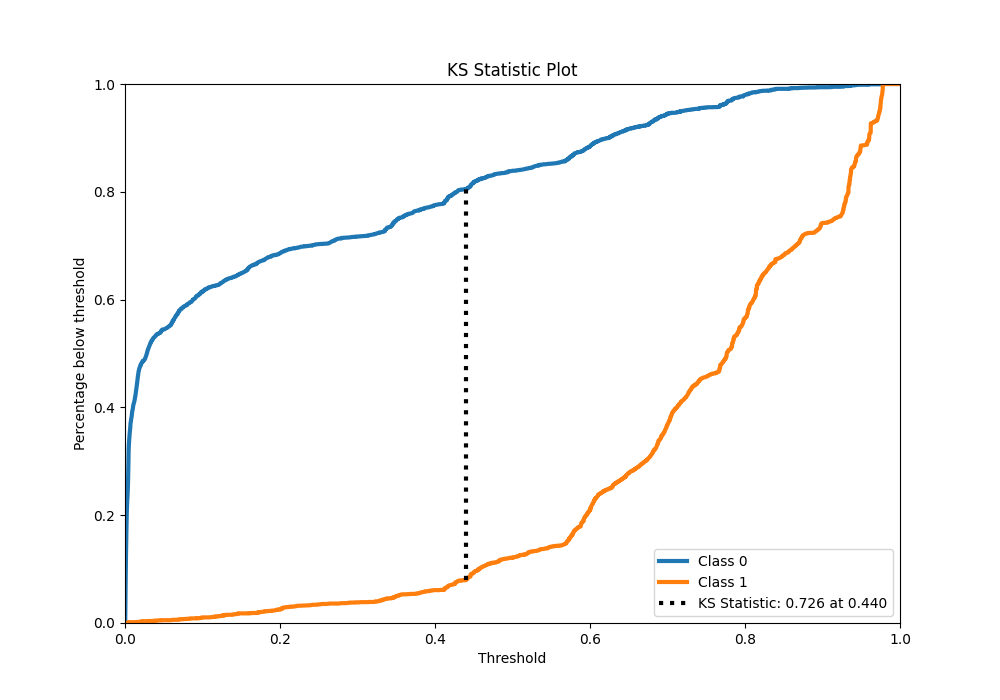 KS Statistic Plot
Percentage below threshold
1.0
0.8
0.6
0.4
0.2
0.0
0.0 0.2 0.4 0.6 0.8 1.0
Threshold
Class 0
Class 1
KS Statistic: 0.726 at 0.440